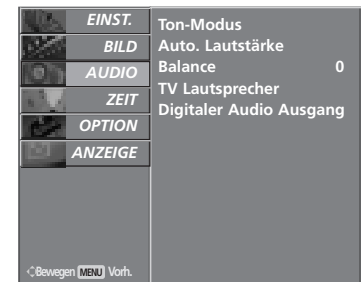 EINST.
BILD
AUDIO
ZEIT
OPTION
ANZEIGE
Bewegen MENU Vorh.
Ton-Modus
Auto. Lautstärke
Balance 0
TV Lautsprecher
Digitaler Audio Ausgang